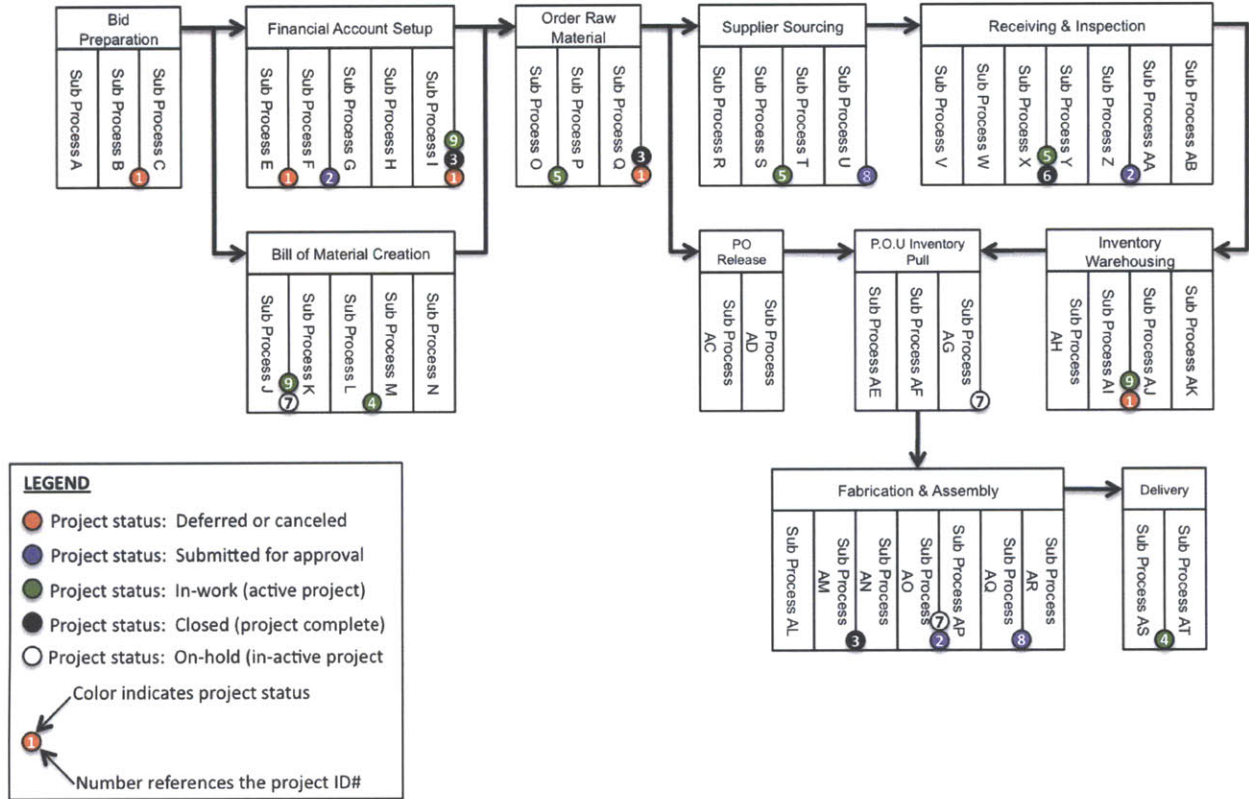 Bid
Preparation
Sub Process A
Sub Process B
Sub Process C
1
Financial Account Setup
Sub Process E
Sub Process F
Sub Process G
Sub Process H
Sub Process I
1
2
9
3
1
Order Raw
Material
Sub Process O
Sub Process P
Sub Process Q
5
3
1
Supplier Sourcing
Sub Process R
Sub Process S
Sub Process T
Sub Process U
5
8
Receiving & Inspection
Sub Process V
Sub Process W
Sub Process X
Sub Process Y
Sub Process Z
Sub Process AA
Sub Process AB
5
6
2
Bill of Material Creation
Sub Process J
Sub Process K
Sub Process L
Sub Process M
Sub Process N
9
7
4
PO
Release
Sub Process
AC
Sub Process
AD
P.O.U Inventory
Pull
Sub Process AE
Sub Process AF
Sub Process
AG
7
Inventory
Warehousing
Sub Process
AH
Sub Process AI
Sub Process AJ
Sub Process AK
9
1
Fabrication & Assembly
Sub Process AL
Sub Process
AM
Sub Process
AN
Sub Process
AO
Sub Process AP
Sub Process
AQ
Sub Process
AR
3
7
2
8
Delivery
Sub Process AS
Sub Process AT
4
LEGEND
Project status: Deferred or canceled
Project status: Submitted for approval
Project status: In-work (active project)
Project status: Closed (project complete)
Project status: On-hold (in-active project
Color indicates project status
1
Number references the project ID#